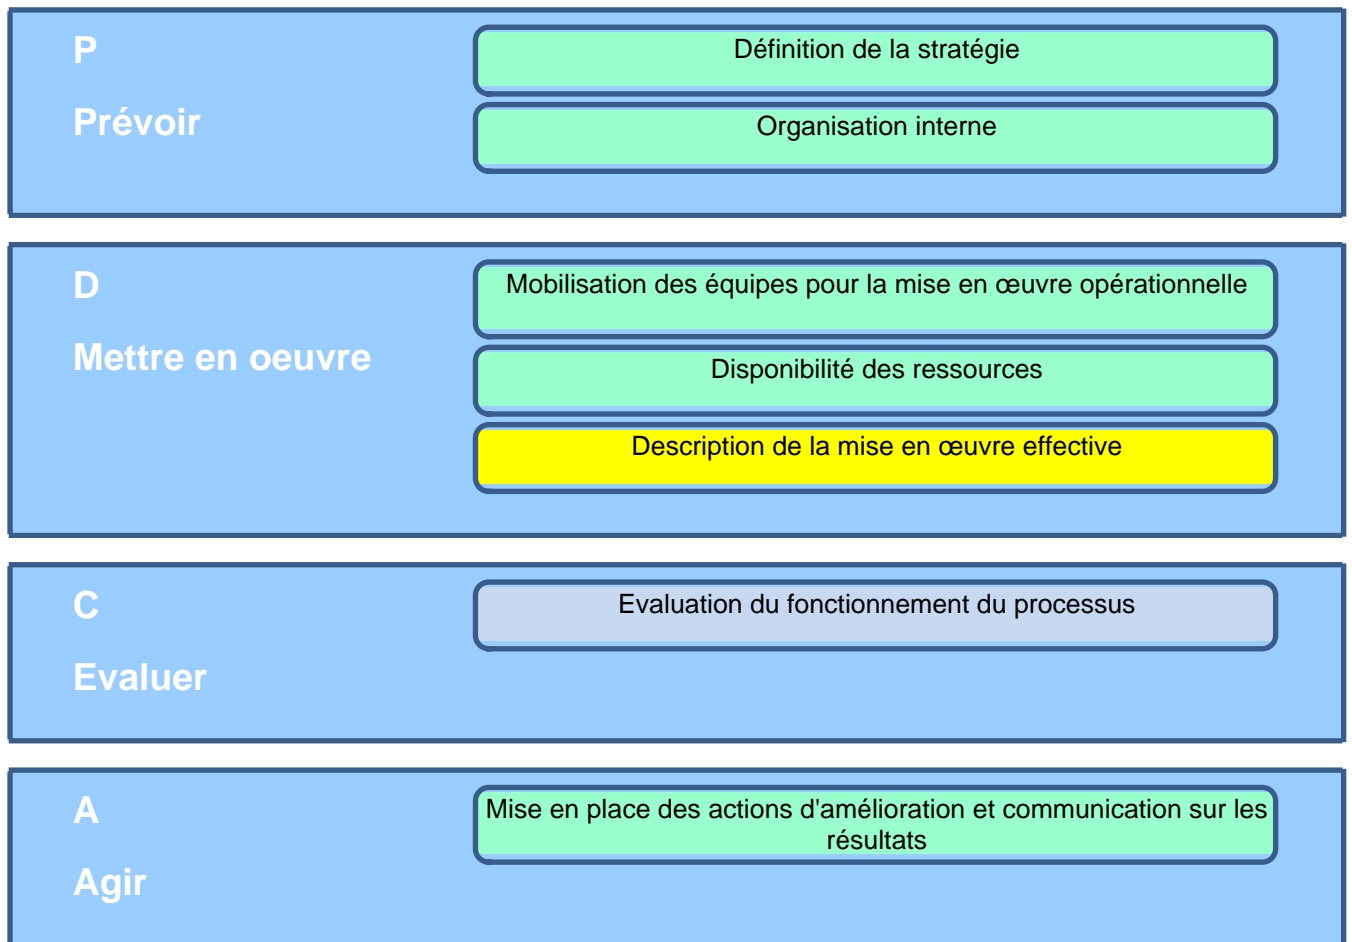 P
Prévoir
Définition de la stratégie
Organisation interne
D
Mettre en oeuvre
Mobilisation des équipes pour la mise en œuvre opérationnelle
Disponibilité des ressources
Description de la mise en œuvre effective
C
Evaluer
Evaluation du fonctionnement du processus
A
Agir
Mise en place des actions d'amélioration et communication sur les
résultats